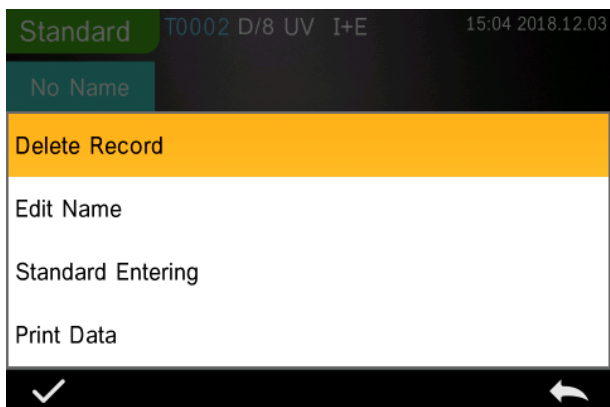 Standard T0002 D/8 UV I+E 15:04 2018.12.03
No Name
Delete Record
Edit Name
Standard Entering
Print Data